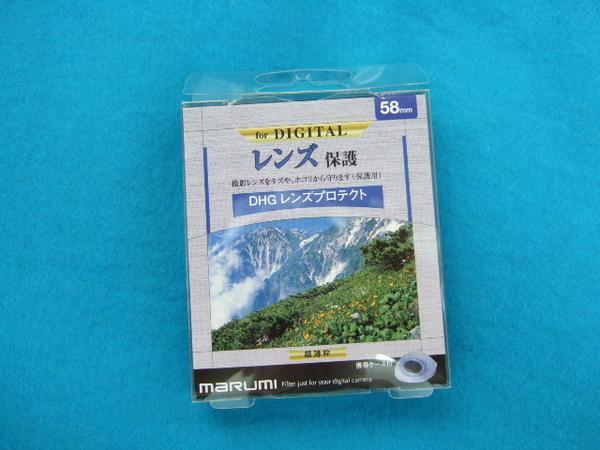 58mm
for DIGITAL
レンズ 保護
撮影レンズをキズや、ホコリから守ります(保護用)
DHG レンズプロテクト
超薄枠
携帯ケース付
marumi Filter just for your digital camera